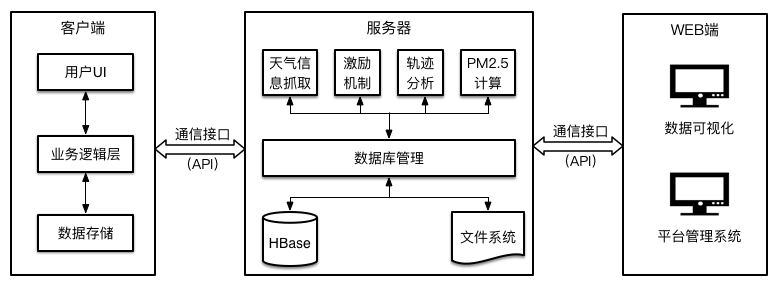 客户端
用户UI
业务逻辑层
数据存储
通信接口
(API)
服务器
天气信
息抓取
激励
机制
轨迹
分析
PM2.5
计算
数据库管理
HBase
文件系统
通信接口
(API)
WEB端
数据可视化
平台管理系统